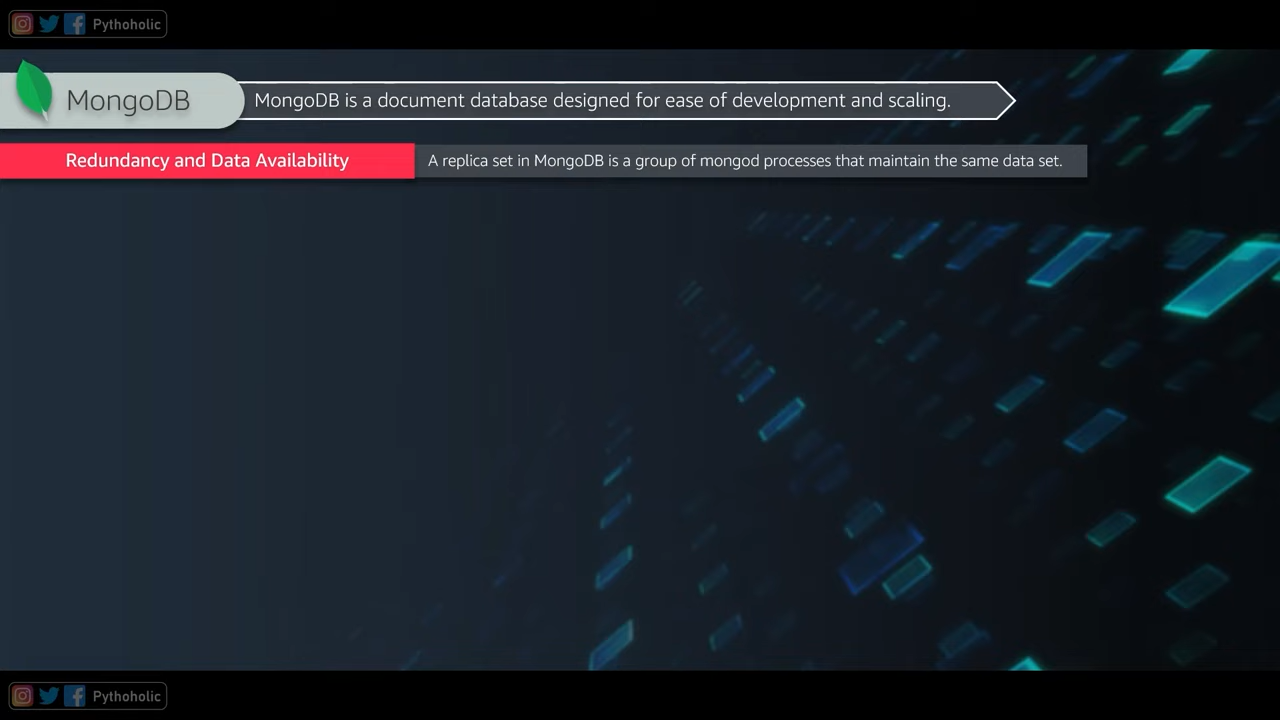 Pythoholic
MongoDB
MongoDB is a document database designed for ease of development and scaling.
Redundancy and Data Availability
A replica set in MongoDB is a group of mongod processes that maintain the same data set.
Pythoholic